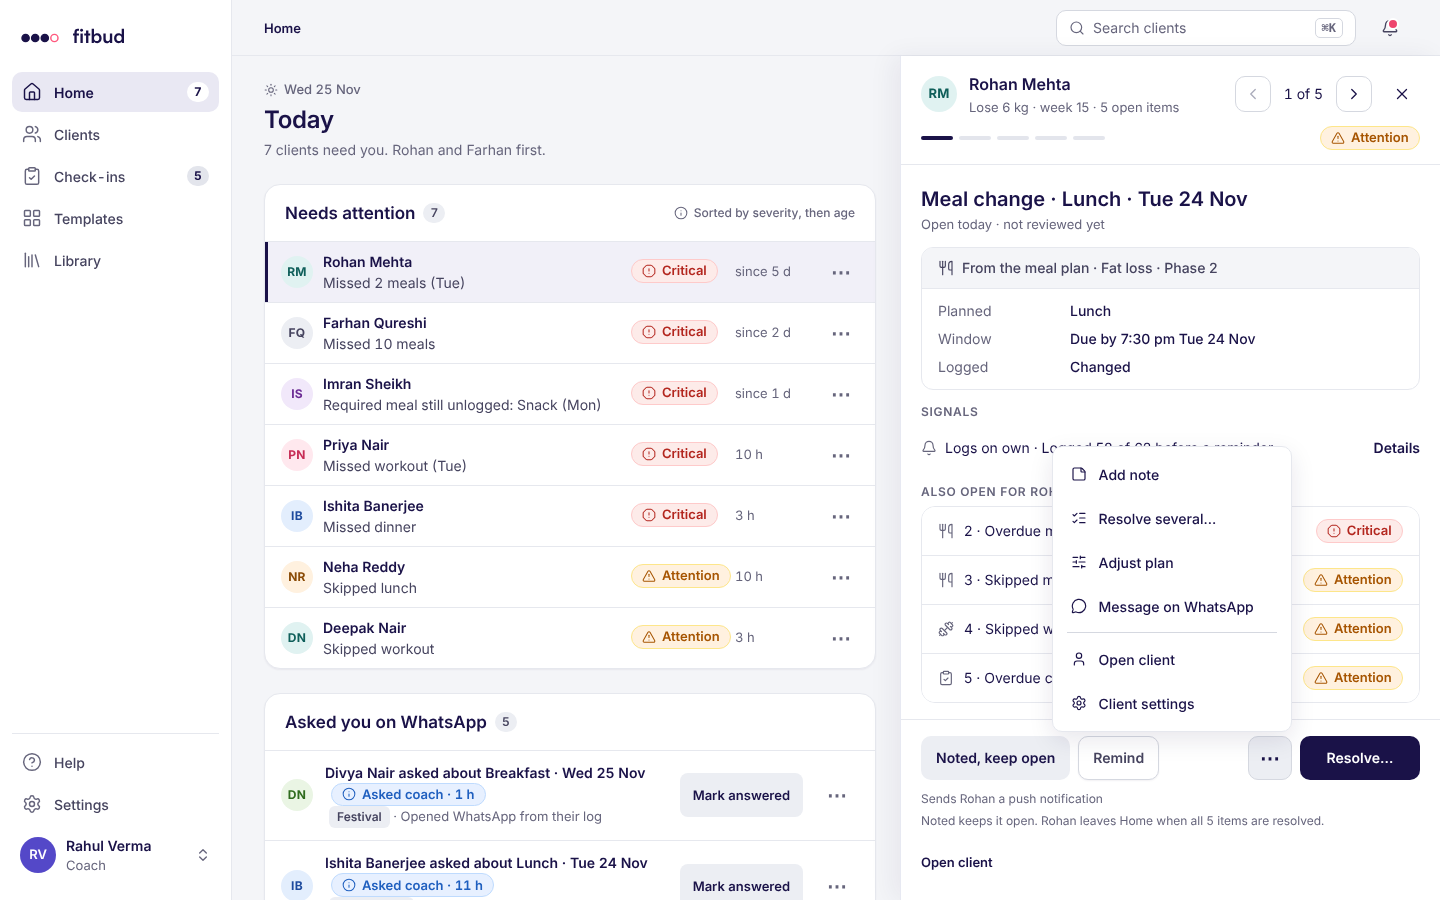 fitbud
Home 7
Clients
Check-ins 5
Templates
Library
Help
Settings
RV
Rahul Verma
Coach
Home
Search clients
⌘K
Wed 25 Nov
Today
7 clients need you. Rohan and Farhan first.
Needs attention 7
Sorted by severity, then age
RM
Rohan Mehta
Missed 2 meals (Tue)
Critical
since 5 d
FQ
Farhan Qureshi
Missed 10 meals
Critical
since 2 d
IS
Imran Sheikh
Required meal still unlogged: Snack (Mon)
Critical
since 1 d
PN
Priya Nair
Missed workout (Tue)
Critical
10 h
IB
Ishita Banerjee
Missed dinner
Critical
3 h
NR
Neha Reddy
Skipped lunch
Attention
10 h
DN
Deepak Nair
Skipped workout
Attention
3 h
Asked you on WhatsApp 5
DN
Divya Nair asked about Breakfast · Wed 25 Nov
Asked coach · 1 h
Festival · Opened WhatsApp from their log
Mark answered
IB
Ishita Banerjee asked about Lunch · Tue 24 Nov
Asked coach · 11 h
Mark answered
RM
Rohan Mehta
Lose 6 kg · week 15 · 5 open items
1 of 5
Attention
Meal change · Lunch · Tue 24 Nov
Open today · not reviewed yet
From the meal plan · Fat loss · Phase 2
Planned Lunch
Window Due by 7:30 pm Tue 24 Nov
Logged Changed
SIGNALS
Logs on own ·
Details
ALSO OPEN FOR
2 · Overdue
Critical
3 · Skipped
Attention
4 · Skipped
Attention
5 · Overdue
Attention
Add note
Resolve several...
Adjust plan
Message on WhatsApp
Open client
Client settings
Noted, keep open
Remind
Resolve...
Sends Rohan a push notification
Noted keeps it open. Rohan leaves Home when all 5 items are resolved.
Open client